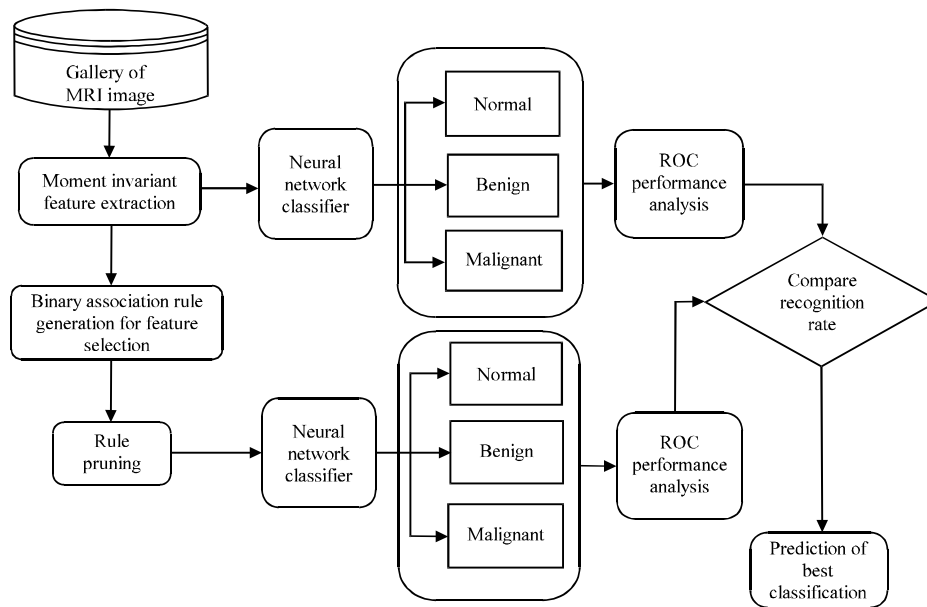 Gallery of
MRI image
Moment invariant
feature extraction
Neural
network
classifier
Normal
Benign
Malignant
ROC
performance
analysis
Compare
recognition
rate
Binary association rule
generation for feature
selection
Rule
pruning
Neural
network
classifier
Normal
Benign
Malignant
ROC
performance
analysis
Prediction of
best
classification